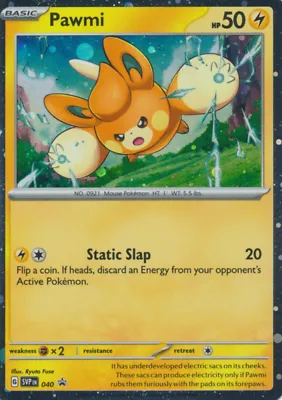 BASIC
Pawmi
HP 50
NO. 0921 Mouse Pokémon HT. 1' WT. 5.5 lbs
Static Slap 20
Flip a coin. If heads, discard an Energy from your opponent's
Active Pokémon.
weakness ×2 resistance retreat
Illus. Ryuta Fuse
SVP EN 040
It has underdeveloped electric sacs on its cheeks.
These sacs can produce electricity only if Pawmi
rubs them furiously with the pads on its forepaws.